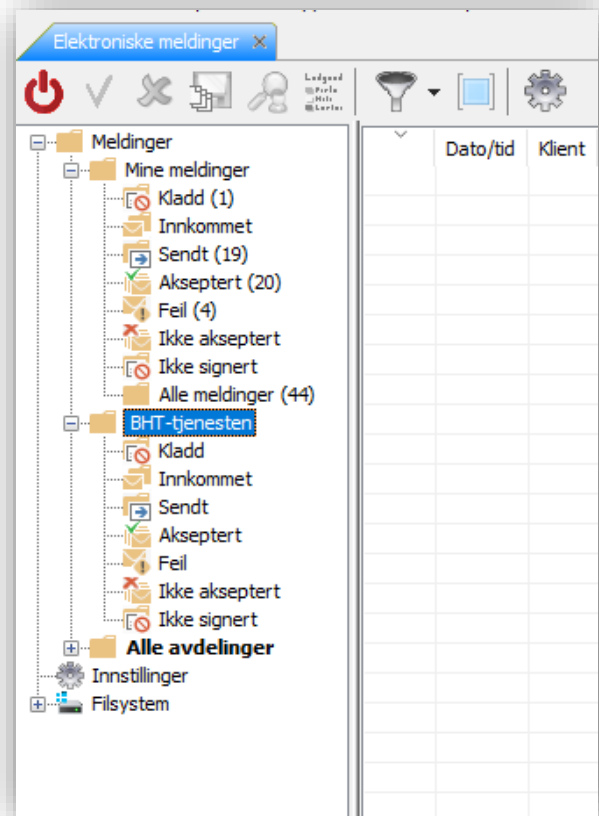 Elektroniske meldinger
Dato/tid Klient
Meldinger
Mine meldinger
Kladd (1)
Innkommet
Sendt (19)
Akseptert (20)
Feil (4)
Ikke akseptert
Ikke signert
Alle meldinger (44)
BHT-tjenesten
Kladd
Innkommet
Sendt
Akseptert
Feil
Ikke akseptert
Ikke signert
Alle avdelinger
Innstillinger
Filsystem